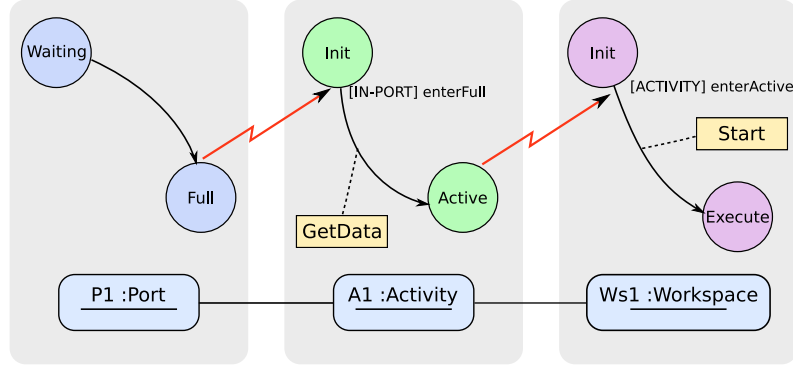 Waiting
Full
P1 :Port
Init
[IN-PORT] enterFull
GetData
Active
A1 :Activity
Init
[ACTIVITY] enterActive
Start
Execute
Ws1 :Workspace